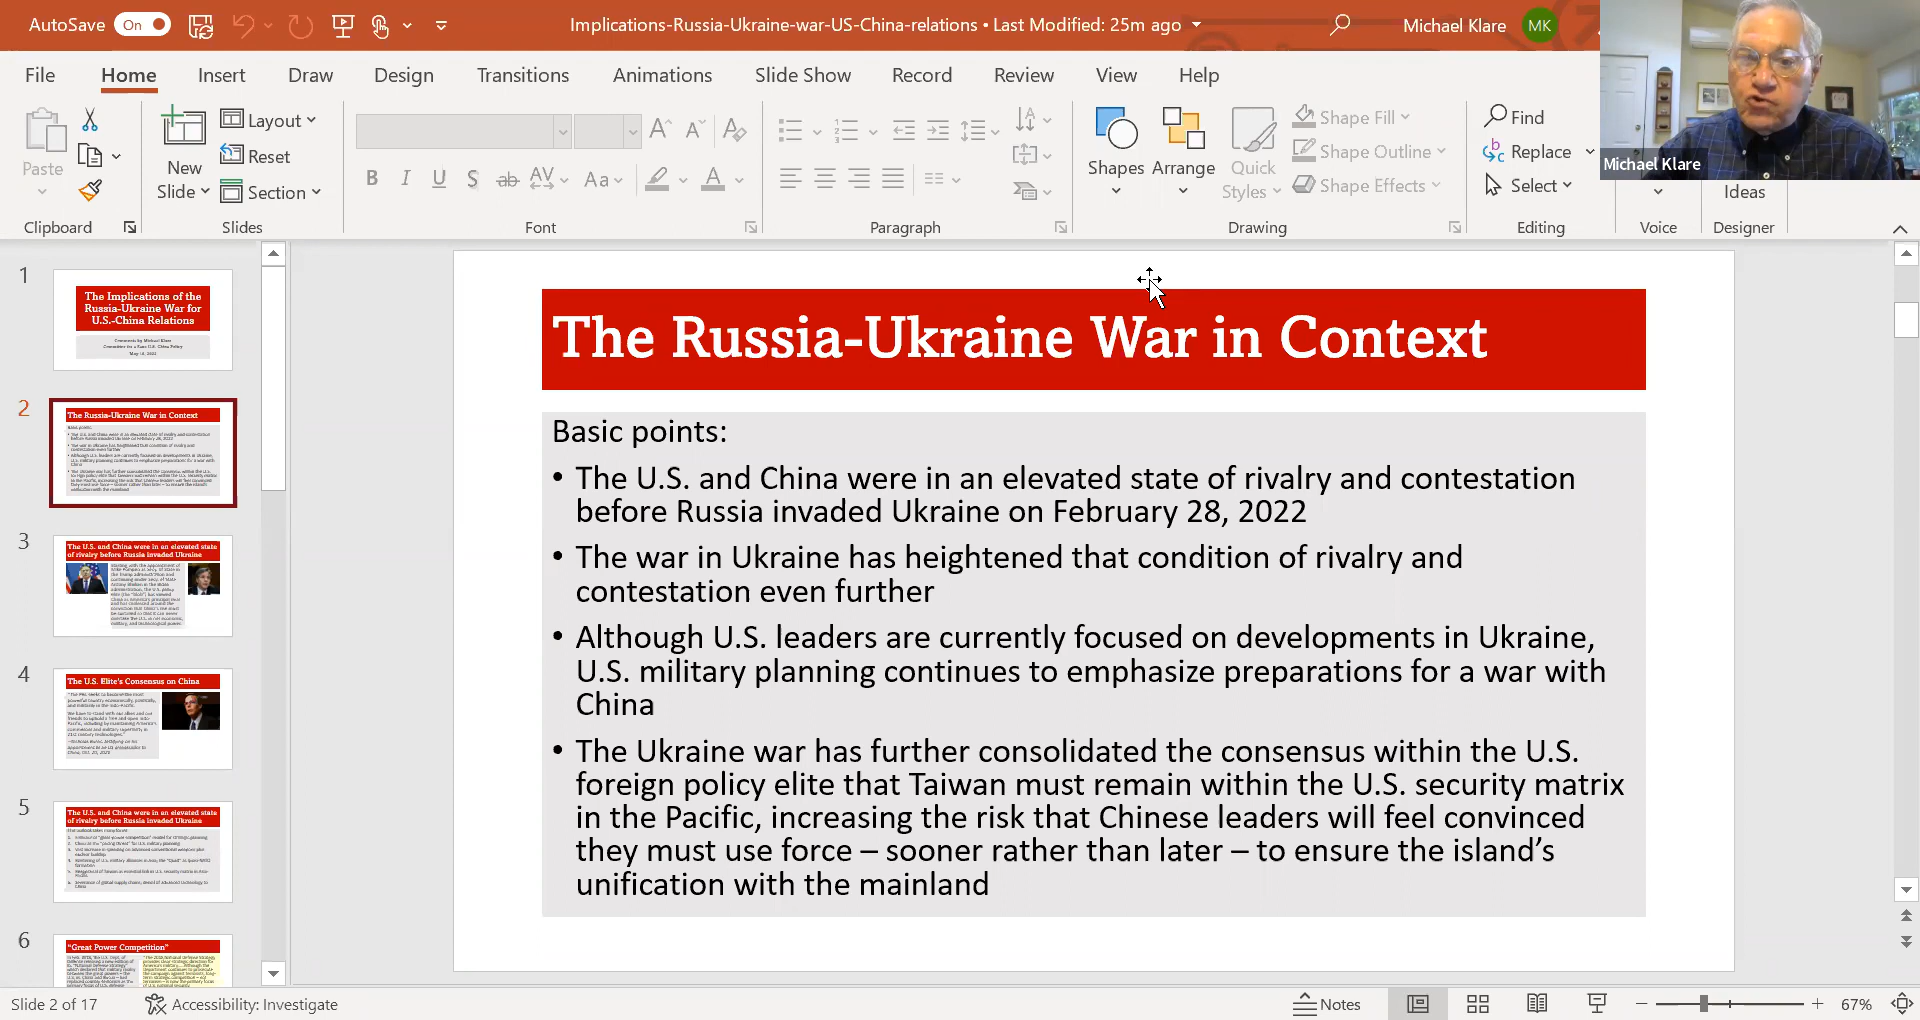 AutoSave On
Implications-Russia-Ukraine-war-US-China-relations • Last Modified: 25m ago
Michael Klare MK
File Home Insert Draw Design Transitions Animations Slide Show Record Review View Help
Paste
New
Slide
Layout
Reset
Section
B I U S ab AV Aa A
Shapes
Arrange
Quick
Styles
Shape Fill
Shape Outline
Shape Effects
Find
Replace
Select
Michael Klare
Ideas
Clipboard Slides Font Paragraph Drawing Editing Voice Designer
1
The Implications of the
Russia-Ukraine War for
U.S.-China Relations
2
The Russia-Ukraine War in Context
3
The U.S. and China were in an elevated state
of rivalry before Russia invaded Ukraine
4
The U.S. Elite's Consensus on China
5
The U.S. and China were in an elevated state
of rivalry before Russia invaded Ukraine
6
"Great Power Competition"
The Russia-Ukraine War in Context
Basic points:
• The U.S. and China were in an elevated state of rivalry and contestation
before Russia invaded Ukraine on February 28, 2022
• The war in Ukraine has heightened that condition of rivalry and
contestation even further
• Although U.S. leaders are currently focused on developments in Ukraine,
U.S. military planning continues to emphasize preparations for a war with
China
• The Ukraine war has further consolidated the consensus within the U.S.
foreign policy elite that Taiwan must remain within the U.S. security matrix
in the Pacific, increasing the risk that Chinese leaders will feel convinced
they must use force – sooner rather than later – to ensure the island’s
unification with the mainland
Slide 2 of 17
Accessibility: Investigate
Notes
67%